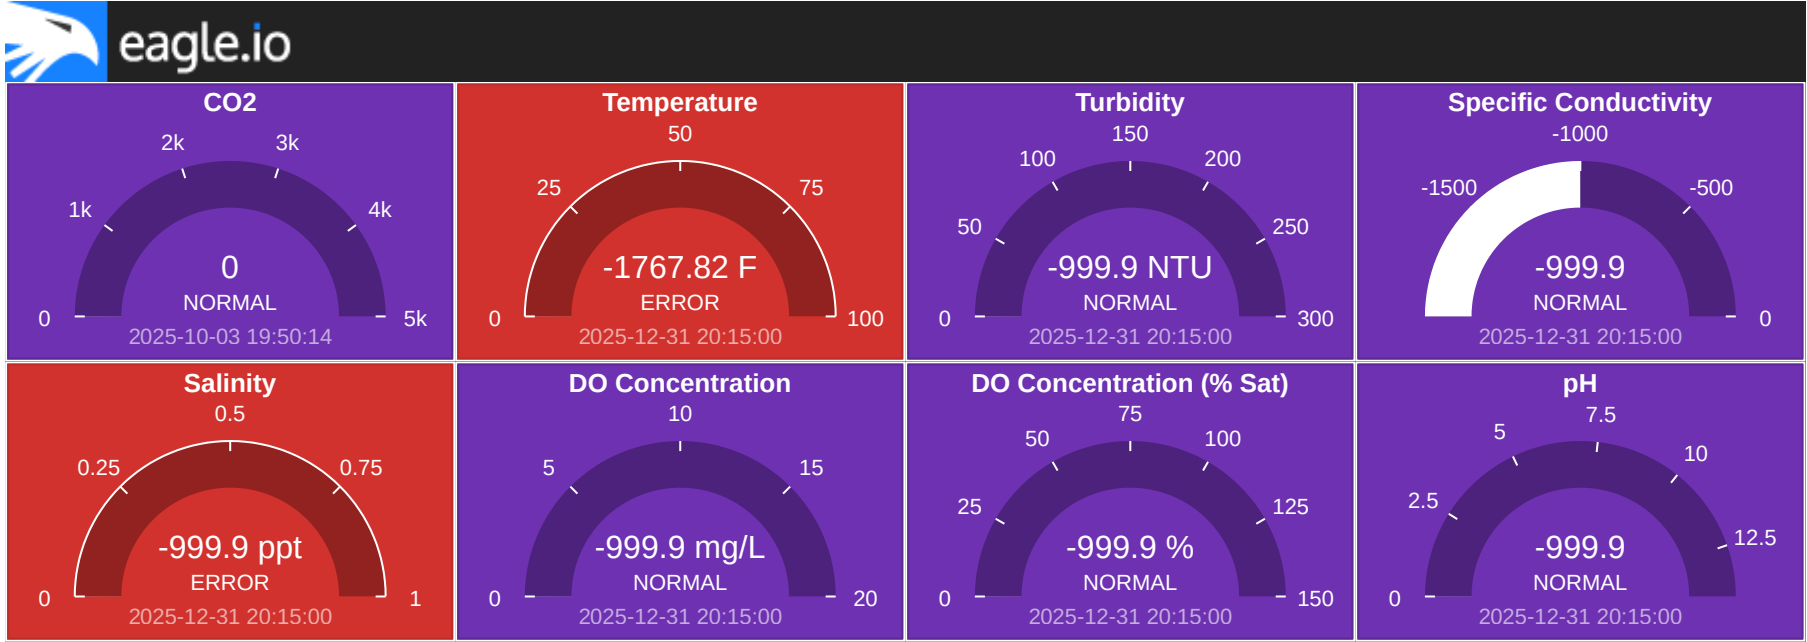 eagle.io
CO2
2k
3k
1k
4k
0
NORMAL
0
5k
2025-10-03 19:50:14
Temperature
50
25
75
-1767.82 F
ERROR
0
100
2025-12-31 20:15:00
Turbidity
150
100
200
50
250
-999.9 NTU
NORMAL
0
300
2025-12-31 20:15:00
Specific Conductivity
-1000
-1500
-500
-999.9
NORMAL
0
2025-12-31 20:15:00
Salinity
0.5
0.25
0.75
-999.9 ppt
ERROR
0
1
2025-12-31 20:15:00
DO Concentration
10
5
15
-999.9 mg/L
NORMAL
0
20
2025-12-31 20:15:00
DO Concentration (% Sat)
75
50
100
25
125
-999.9 %
NORMAL
0
150
2025-12-31 20:15:00
pH
7.5
5
10
2.5
12.5
-999.9
NORMAL
0
2025-12-31 20:15:00